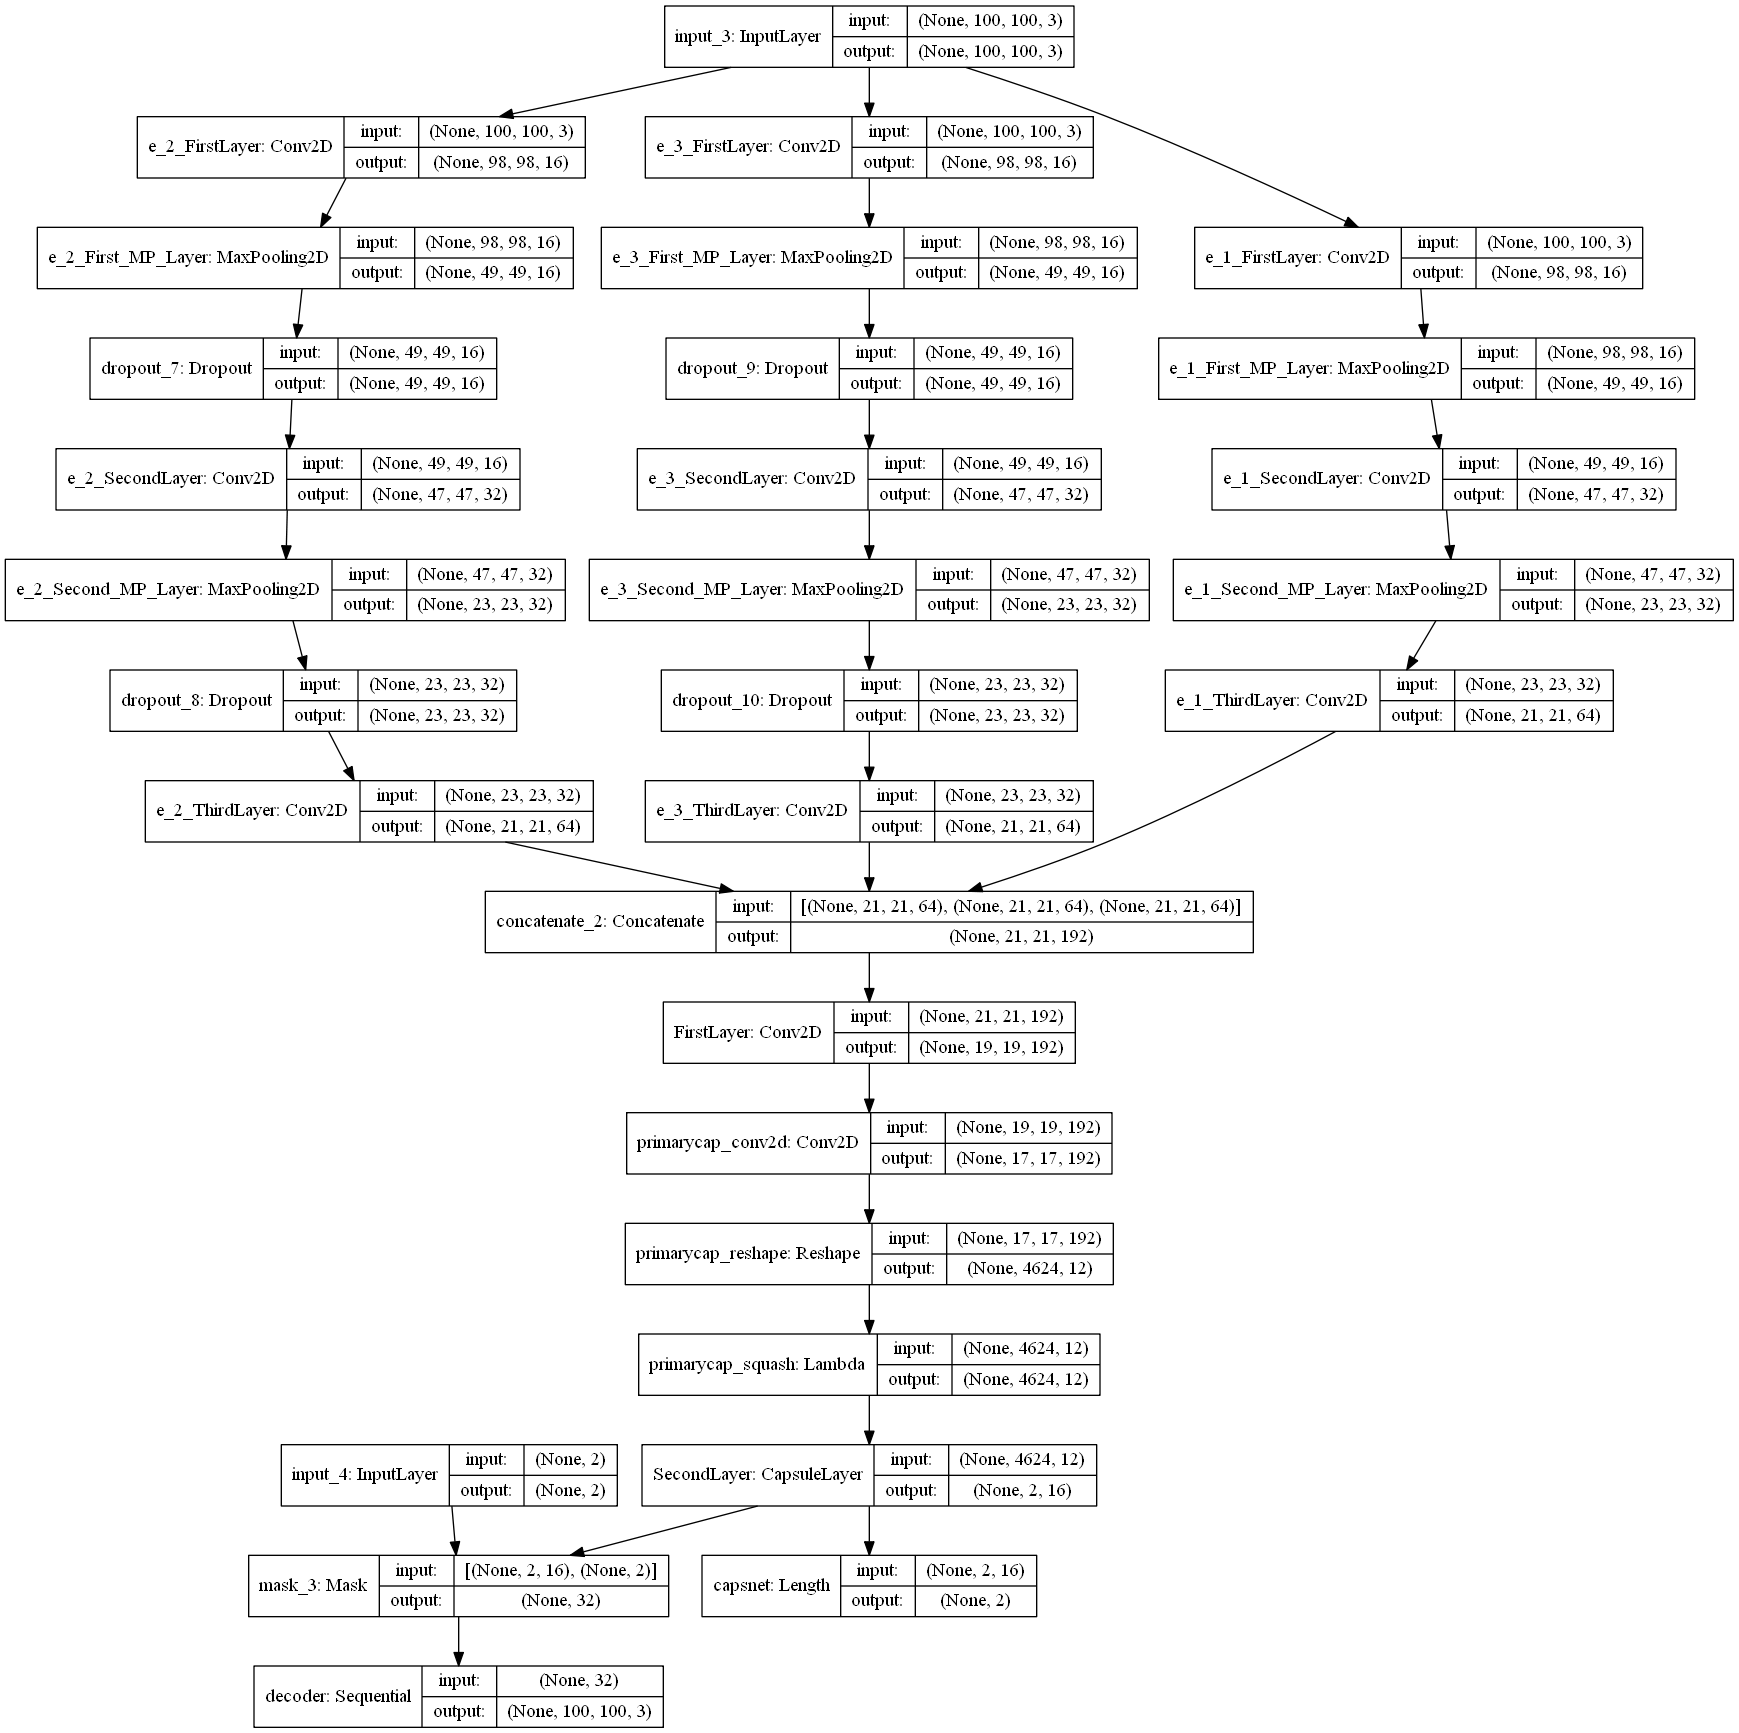 input_3: InputLayer
input: (None, 100, 100, 3)
output: (None, 100, 100, 3)
e_2_FirstLayer: Conv2D
input: (None, 100, 100, 3)
output: (None, 98, 98, 16)
e_3_FirstLayer: Conv2D
input: (None, 100, 100, 3)
output: (None, 98, 98, 16)
e_2_First_MP_Layer: MaxPooling2D
input: (None, 98, 98, 16)
output: (None, 49, 49, 16)
e_3_First_MP_Layer: MaxPooling2D
input: (None, 98, 98, 16)
output: (None, 49, 49, 16)
e_1_FirstLayer: Conv2D
input: (None, 100, 100, 3)
output: (None, 98, 98, 16)
dropout_7: Dropout
input: (None, 49, 49, 16)
output: (None, 49, 49, 16)
dropout_9: Dropout
input: (None, 49, 49, 16)
output: (None, 49, 49, 16)
e_1_First_MP_Layer: MaxPooling2D
input: (None, 98, 98, 16)
output: (None, 49, 49, 16)
e_2_SecondLayer: Conv2D
input: (None, 49, 49, 16)
output: (None, 47, 47, 32)
e_3_SecondLayer: Conv2D
input: (None, 49, 49, 16)
output: (None, 47, 47, 32)
e_1_SecondLayer: Conv2D
input: (None, 49, 49, 16)
output: (None, 47, 47, 32)
e_2_Second_MP_Layer: MaxPooling2D
input: (None, 47, 47, 32)
output: (None, 23, 23, 32)
e_3_Second_MP_Layer: MaxPooling2D
input: (None, 47, 47, 32)
output: (None, 23, 23, 32)
e_1_Second_MP_Layer: MaxPooling2D
input: (None, 47, 47, 32)
output: (None, 23, 23, 32)
dropout_8: Dropout
input: (None, 23, 23, 32)
output: (None, 23, 23, 32)
dropout_10: Dropout
input: (None, 23, 23, 32)
output: (None, 23, 23, 32)
e_1_ThirdLayer: Conv2D
input: (None, 23, 23, 32)
output: (None, 21, 21, 64)
e_2_ThirdLayer: Conv2D
input: (None, 23, 23, 32)
output: (None, 21, 21, 64)
e_3_ThirdLayer: Conv2D
input: (None, 23, 23, 32)
output: (None, 21, 21, 64)
concatenate_2: Concatenate
input: [(None, 21, 21, 64), (None, 21, 21, 64), (None, 21, 21, 64)]
output: (None, 21, 21, 192)
FirstLayer: Conv2D
input: (None, 21, 21, 192)
output: (None, 19, 19, 192)
primarycap_conv2d: Conv2D
input: (None, 19, 19, 192)
output: (None, 17, 17, 192)
primarycap_reshape: Reshape
input: (None, 17, 17, 192)
output: (None, 4624, 12)
primarycap_squash: Lambda
input: (None, 4624, 12)
output: (None, 4624, 12)
input_4: InputLayer
input: (None, 2)
output: (None, 2)
SecondLayer: CapsuleLayer
input: (None, 4624, 12)
output: (None, 2, 16)
mask_3: Mask
input: [(None, 2, 16), (None, 2)]
output: (None, 32)
capsnet: Length
input: (None, 2, 16)
output: (None, 2)
decoder: Sequential
input: (None, 32)
output: (None, 100, 100, 3)